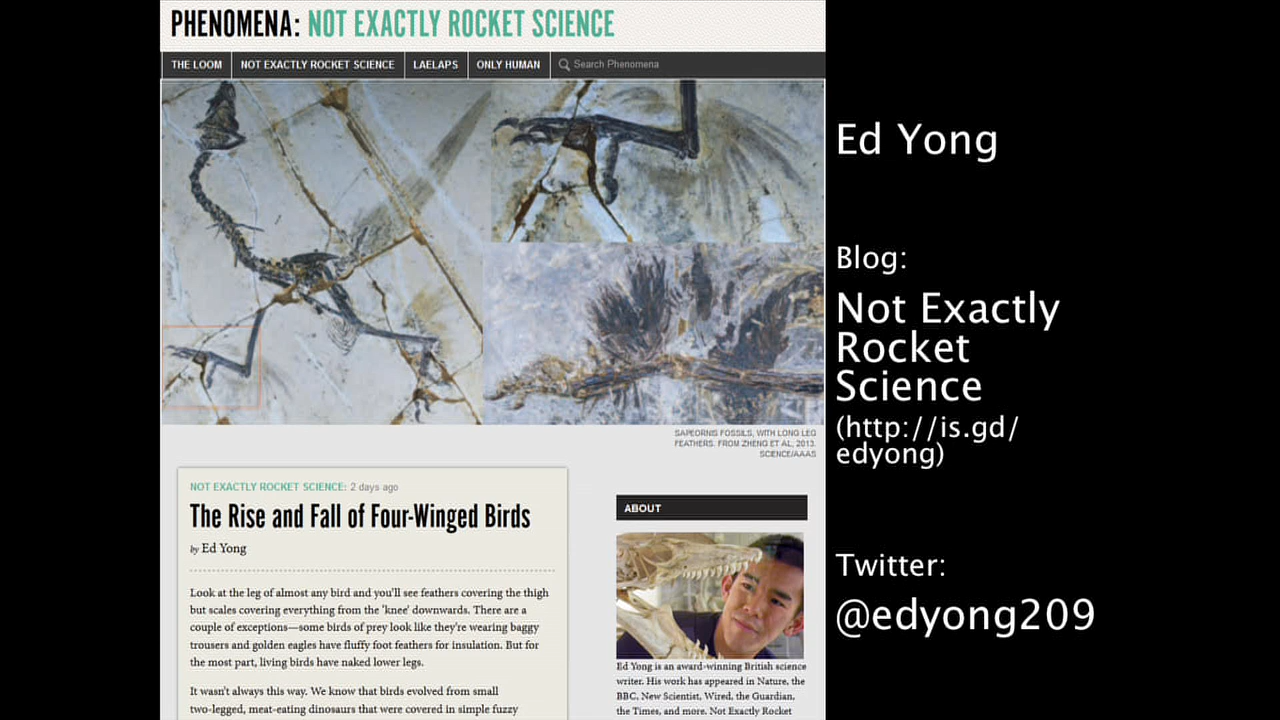 PHENOMENA: NOT EXACTLY ROCKET SCIENCE
THE LOOM
NOT EXACTLY ROCKET SCIENCE
LAELAPS
ONLY HUMAN
Search Phenomena
SAPEORNIS FOSSILS, WITH LONG LEG
FEATHERS. FROM ZHENG ET AL, 2013.
SCIENCE/AAAS
NOT EXACTLY ROCKET SCIENCE: 2 days ago
The Rise and Fall of Four-Winged Birds
by Ed Yong
Look at the leg of almost any bird and you'll see feathers covering the thigh
but scales covering everything from the 'knee' downwards. There are a
couple of exceptions—some birds of prey look like they're wearing baggy
trousers and golden eagles have fluffy foot feathers for insulation. But for
the most part, living birds have naked lower legs.
It wasn't always this way. We know that birds evolved from small
two-legged, meat-eating dinosaurs that were covered in simple fuzzy
ABOUT
Ed Yong is an award-winning British science
writer. His work has appeared in Nature, the
BBC, New Scientist, Wired, the Guardian,
the Times, and more. Not Exactly Rocket
Ed Yong
Blog:
Not Exactly
Rocket
Science
(http://is.gd/
edyong)
Twitter:
@edyong209